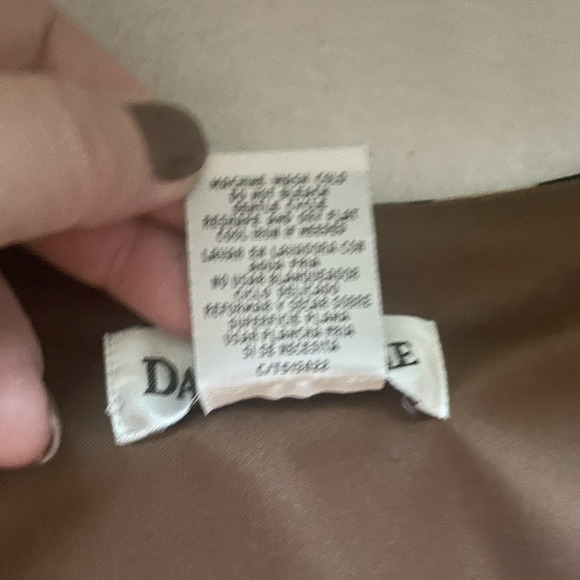 MACHINE WASH COLD
DO NOT BLEACH
GENTLE CYCLE
RESHAPE AND DRY FLAT
COOL IRON IF NEEDED
LAVAR EN LAVADORA CON
AGUA FRIA
NO USAR BLANQUEADOR
CICLO DELICADO
REFORMAR Y SECAR SOBRE
SUPERFICIE PLANA
USAR PLANCHA FRIA
SI SE NECESITA
DA
E